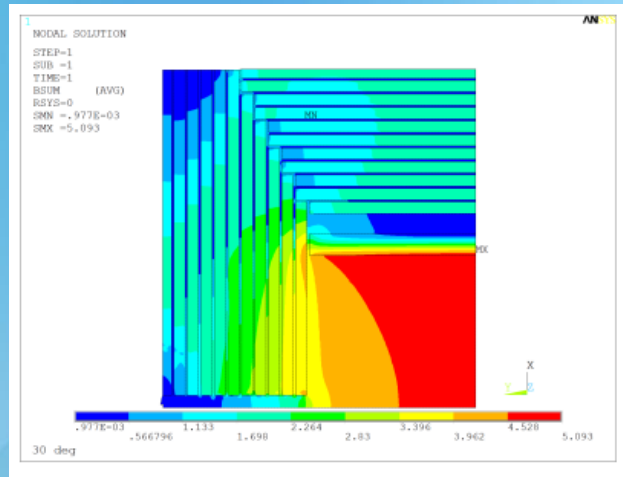 1
NODAL SOLUTION
STEP=1
SUB =1
TIME=1
BSUM (AVG)
RSYS=0
SMN =.977E-03
SMX =5.093
ANSYS
MN
MX
X
Y Z
.977E-03 1.133 2.264 3.396 4.528
.566796 1.698 2.83 3.962 5.093
30 deg